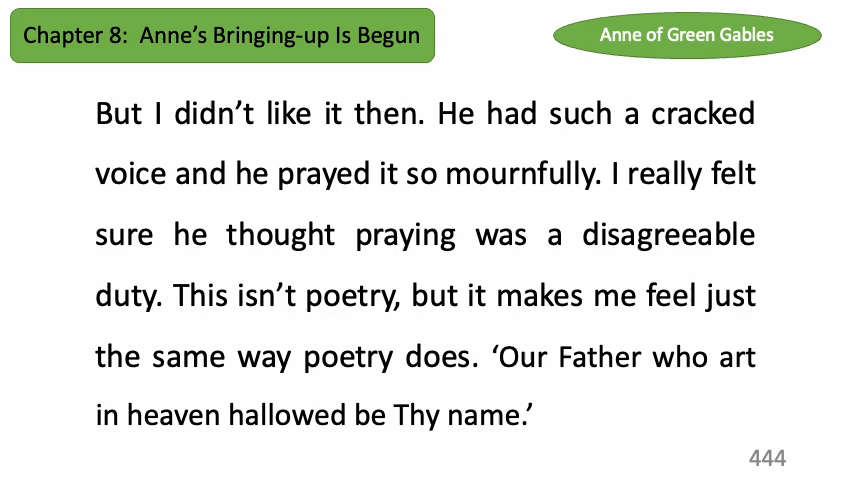 Chapter 8:  Anne’s Bringing-up Is Begun
Anne of Green Gables
But I didn’t like it then. He had such a cracked
voice and he prayed it so mournfully. I really felt
sure he thought praying was a disagreeable
duty. This isn’t poetry, but it makes me feel just
the same way poetry does. ‘Our Father who art
in heaven hallowed be Thy name.’
444